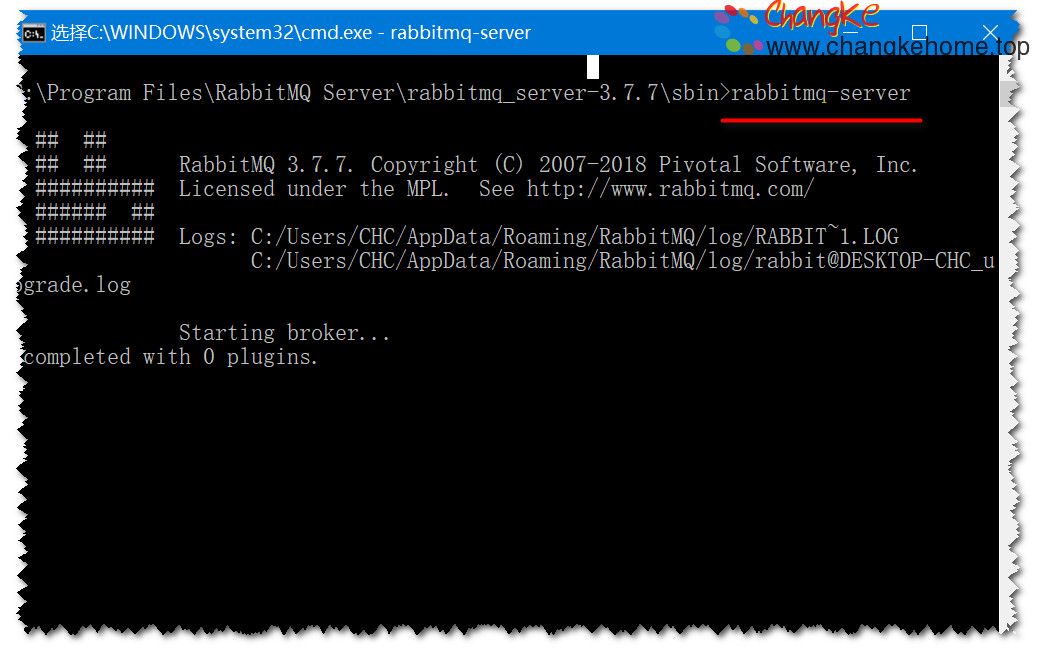 ChangKe
www.changkehome.top
选择C:\WINDOWS\system32\cmd.exe - rabbitmq-server
:\Program Files\RabbitMQ Server\rabbitmq_server-3.7.7\sbin>rabbitmq-server
## ##
## ## RabbitMQ 3.7.7. Copyright (C) 2007-2018 Pivotal Software, Inc.
########## Licensed under the MPL. See http://www.rabbitmq.com/
###### ##
########## Logs: C:/Users/CHC/AppData/Roaming/RabbitMQ/log/RABBIT~1.LOG
C:/Users/CHC/AppData/Roaming/RabbitMQ/log/rabbit@DESKTOP-CHC_u
pgrade.log
Starting broker...
completed with 0 plugins.